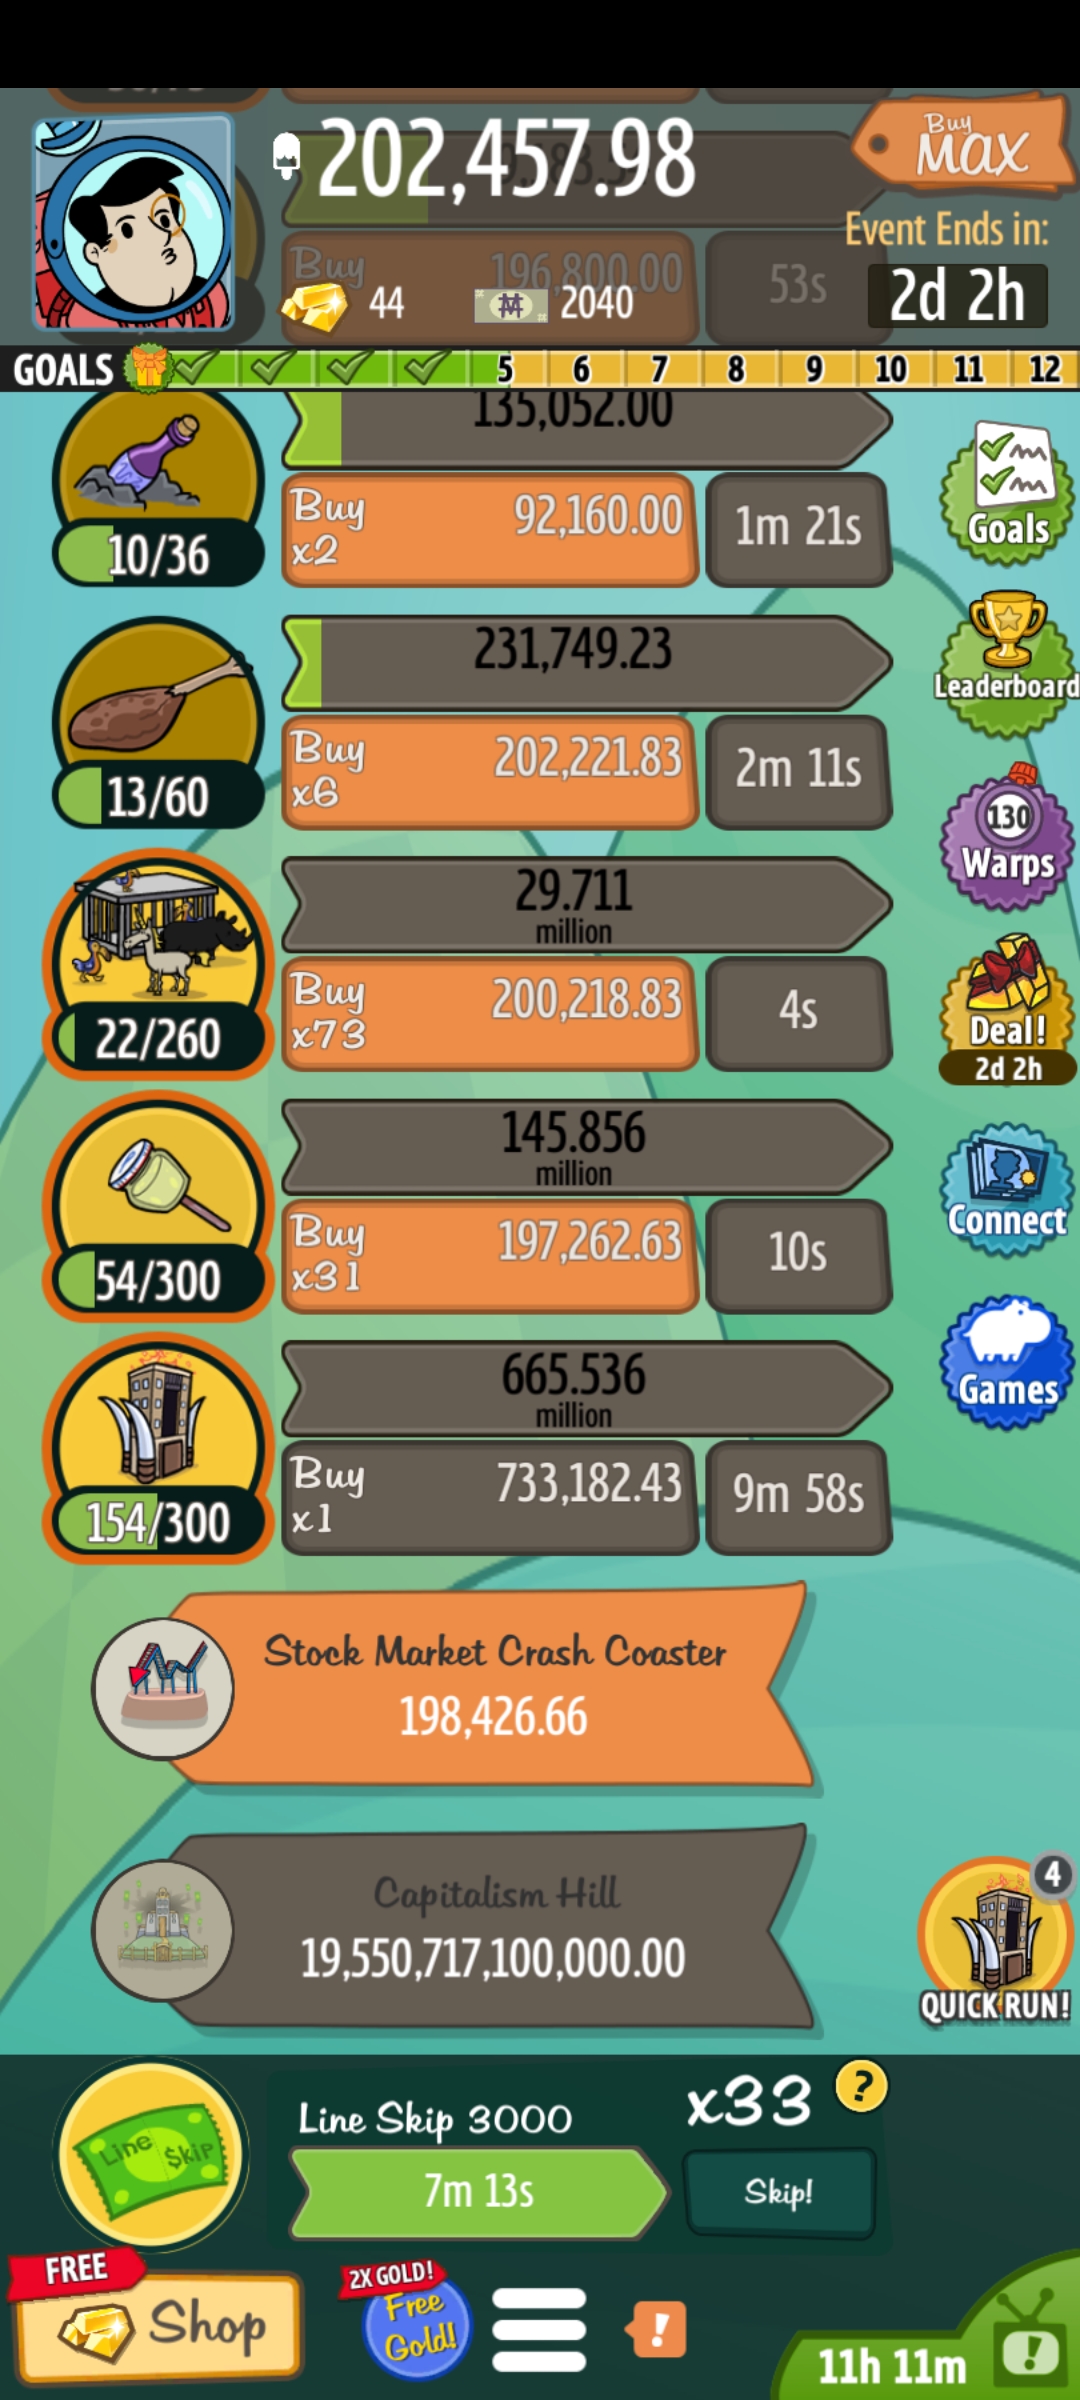 202,457.98
Buy
MAX
Event Ends in:
2d 2h
Buy
196,800.00
53s
44
2040
GOALS
5 6 7 8 9 10 11 12
135,052.00
Buy
x2
92,160.00
1m 21s
10/36
Goals
231,749.23
Leaderboard
Buy
x6
202,221.83
2m 11s
13/60
130
Warps
29.711
million
Buy
x73
200,218.83
4s
22/260
Deal!
2d 2h
145.856
million
Buy
x31
197,262.63
10s
54/300
Connect
665.536
million
Games
Buy
x1
733,182.43
9m 58s
154/300
Stock Market Crash Coaster
198,426.66
Capitalism Hill
19,550,717,100,000.00
4
QUICK RUN!
Line $kip
Line Skip 3000
x33
?
7m 13s
Skip!
FREE
Shop
2X GOLD!
Free
Gold!
!
11h 11m
!